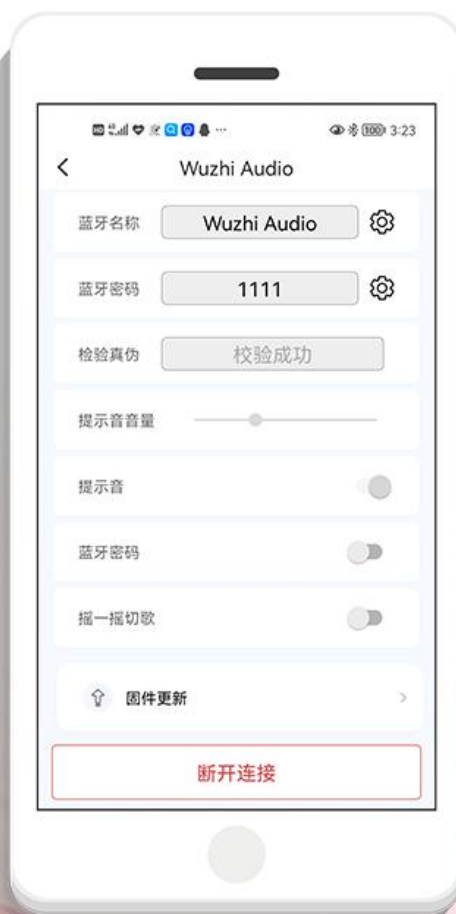 100 3:23
Wuzhi Audio
蓝牙名称 Wuzhi Audio
蓝牙密码 1111
检验真伪 校验成功
提示音音量
提示音
蓝牙密码
摇一摇切歌
固件更新
断开连接